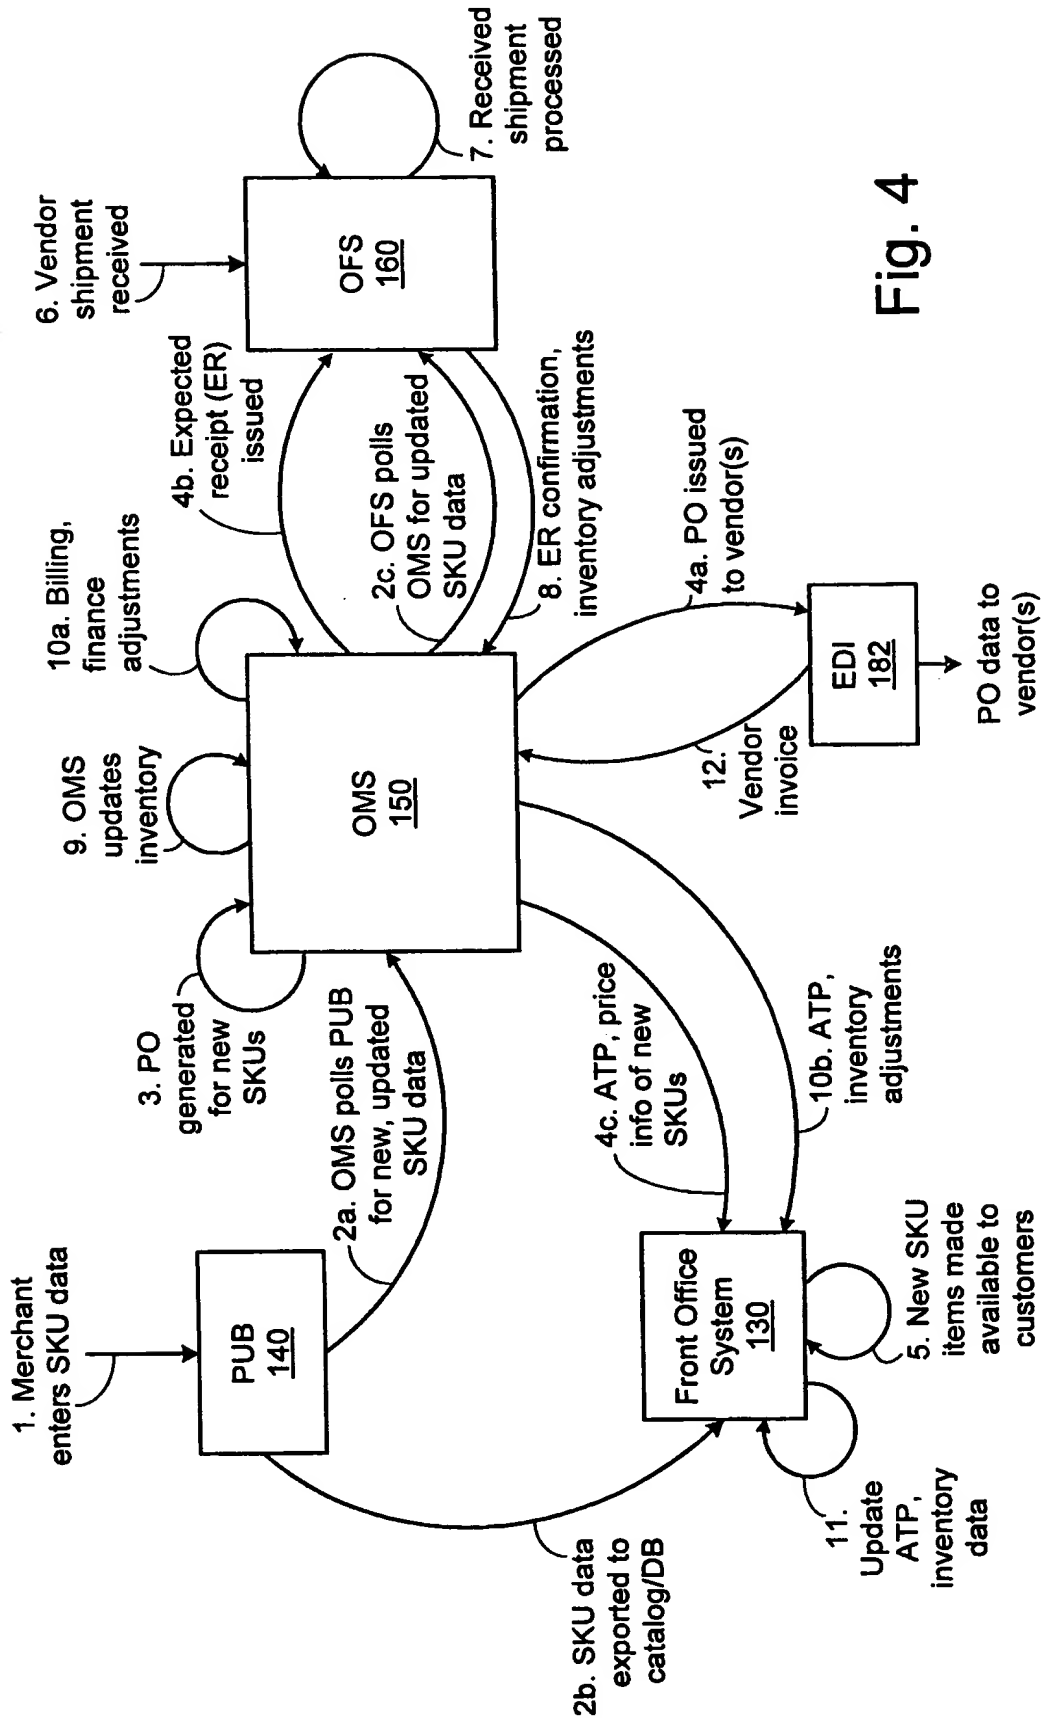 1. Merchant
enters SKU data
PUB
140
2b. SKU data
exported to
catalog/DB
2a. OMS polls PUB
for new, updated
SKU data
3. PO
generated
for new
SKUs
9. OMS
updates
inventory
10a. Billing,
finance
adjustments
OMS
150
4b. Expected
receipt (ER)
issued
2c. OFS polls
OMS for updated
SKU data
8. ER confirmation,
inventory adjustments
6. Vendor
shipment
received
OFS
160
7. Received
shipment
processed
4a. PO issued
to vendor(s)
12.
Vendor
invoice
EDI
182
PO data to
vendor(s)
4c. ATP, price
info of new
SKUs
10b. ATP,
inventory
adjustments
Front Office
System
130
5. New SKU
items made
available to
customers
11.
Update
ATP,
inventory
data
Fig. 4